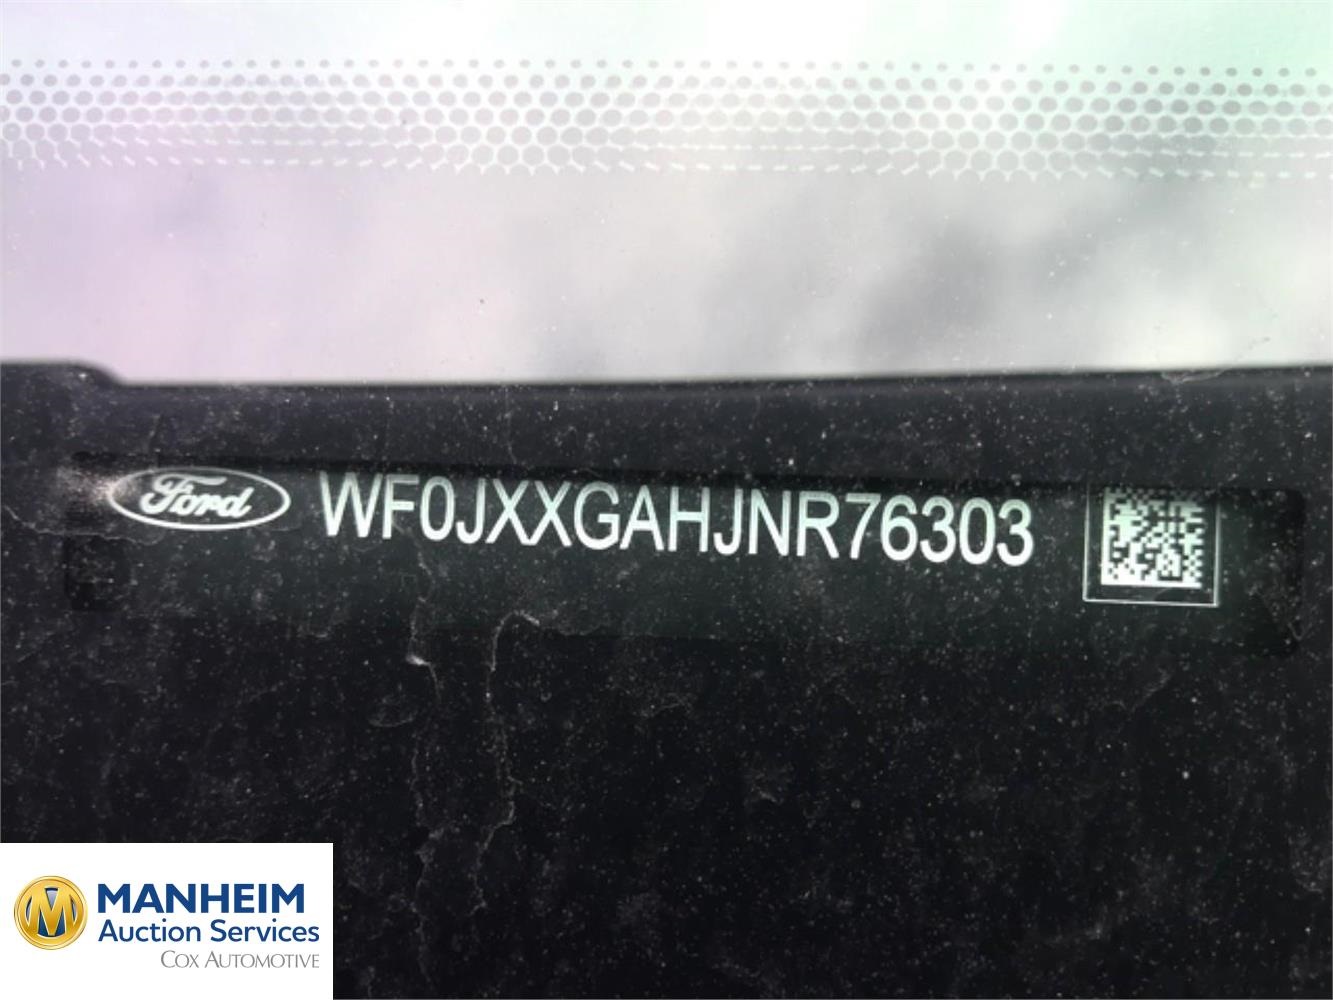 Ford WF0JXXGAHJNR76303
MANHEIM
Auction Services
COX AUTOMOTIVE